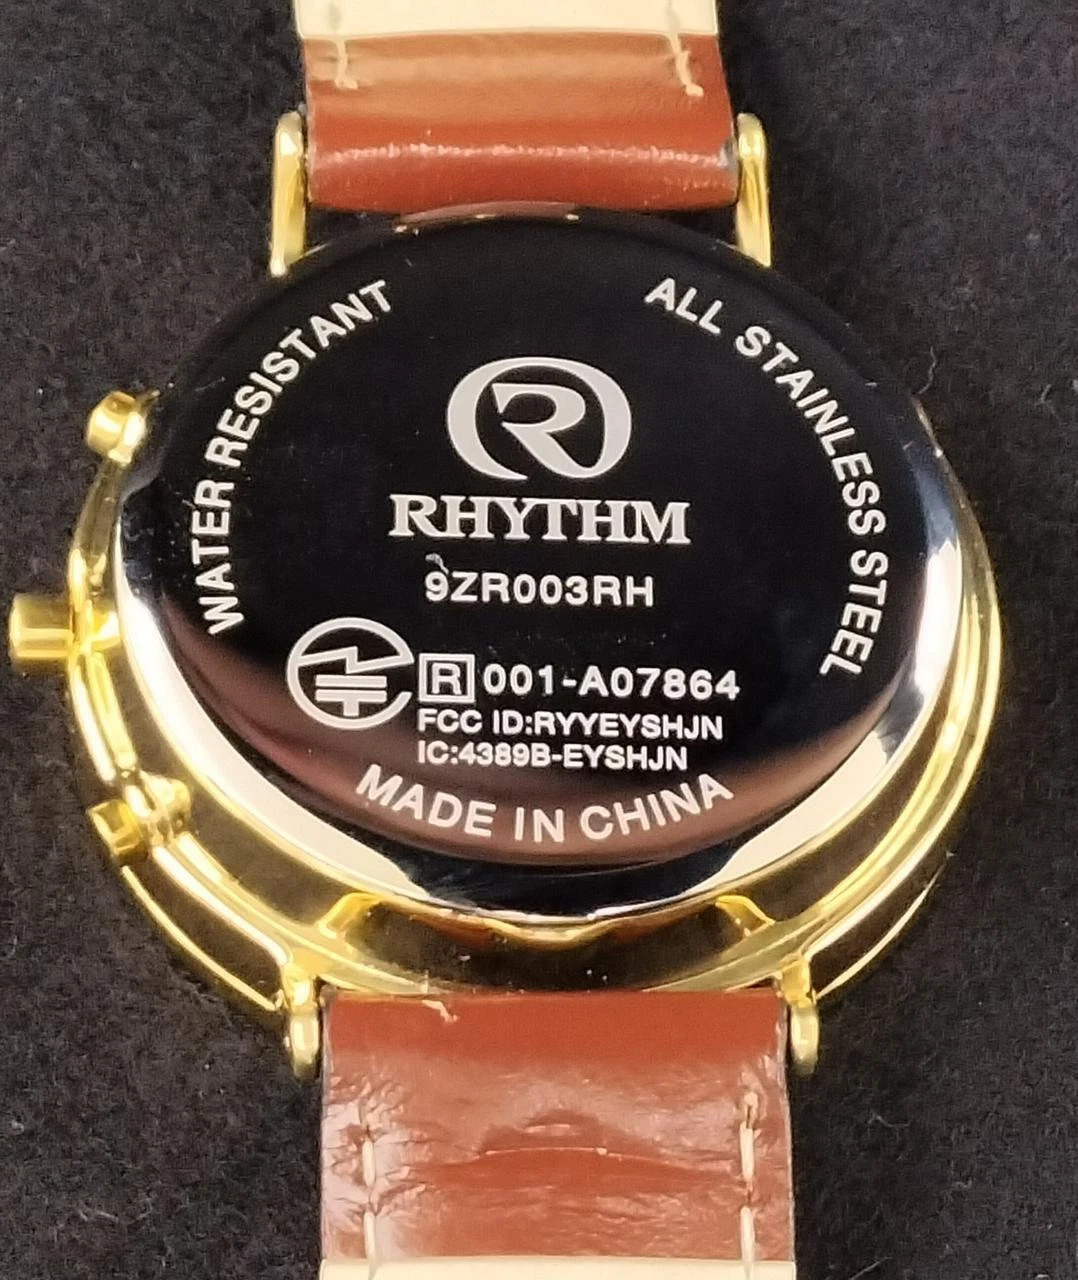 WATER RESISTANT
ALL STAINLESS STEEL
R
RHYTHM
9ZR003RH
R 001-A07864
FCC ID:RYYEYSHJN
IC:4389B-EYSHJN
MADE IN CHINA